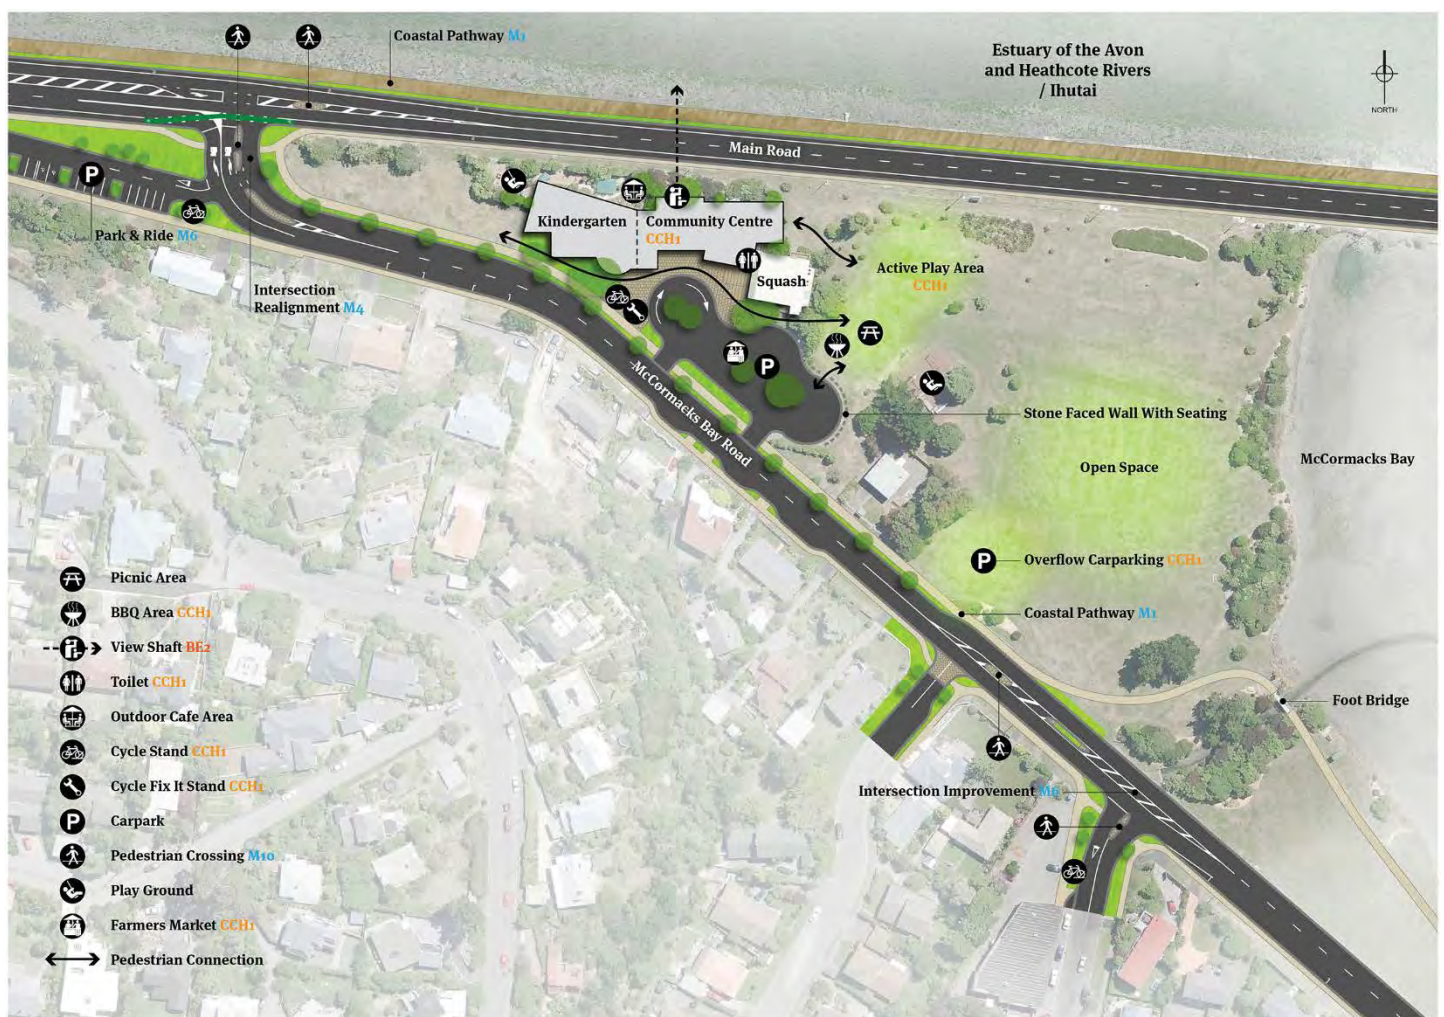 Coastal Pathway M1
Estuary of the Avon
and Heathcote Rivers
/ Ihutai
NORTH
Main Road
P
Park & Ride M6
Kindergarten
Community Centre
CCH1
Squash
Active Play Area
CCH1
Intersection
Realignment M4
P
McCormacks Bay Road
Stone Faced Wall With Seating
Open Space
McCormacks Bay
P
Overflow Carparking CCH1
Coastal Pathway M1
Foot Bridge
Intersection Improvement M6
Picnic Area
BBQ Area CCH1
View Shaft BE2
Toilet CCH1
Outdoor Cafe Area
Cycle Stand CCH1
Cycle Fix It Stand CCH1
P
Carpark
Pedestrian Crossing M10
Play Ground
Farmers Market CCH1
Pedestrian Connection